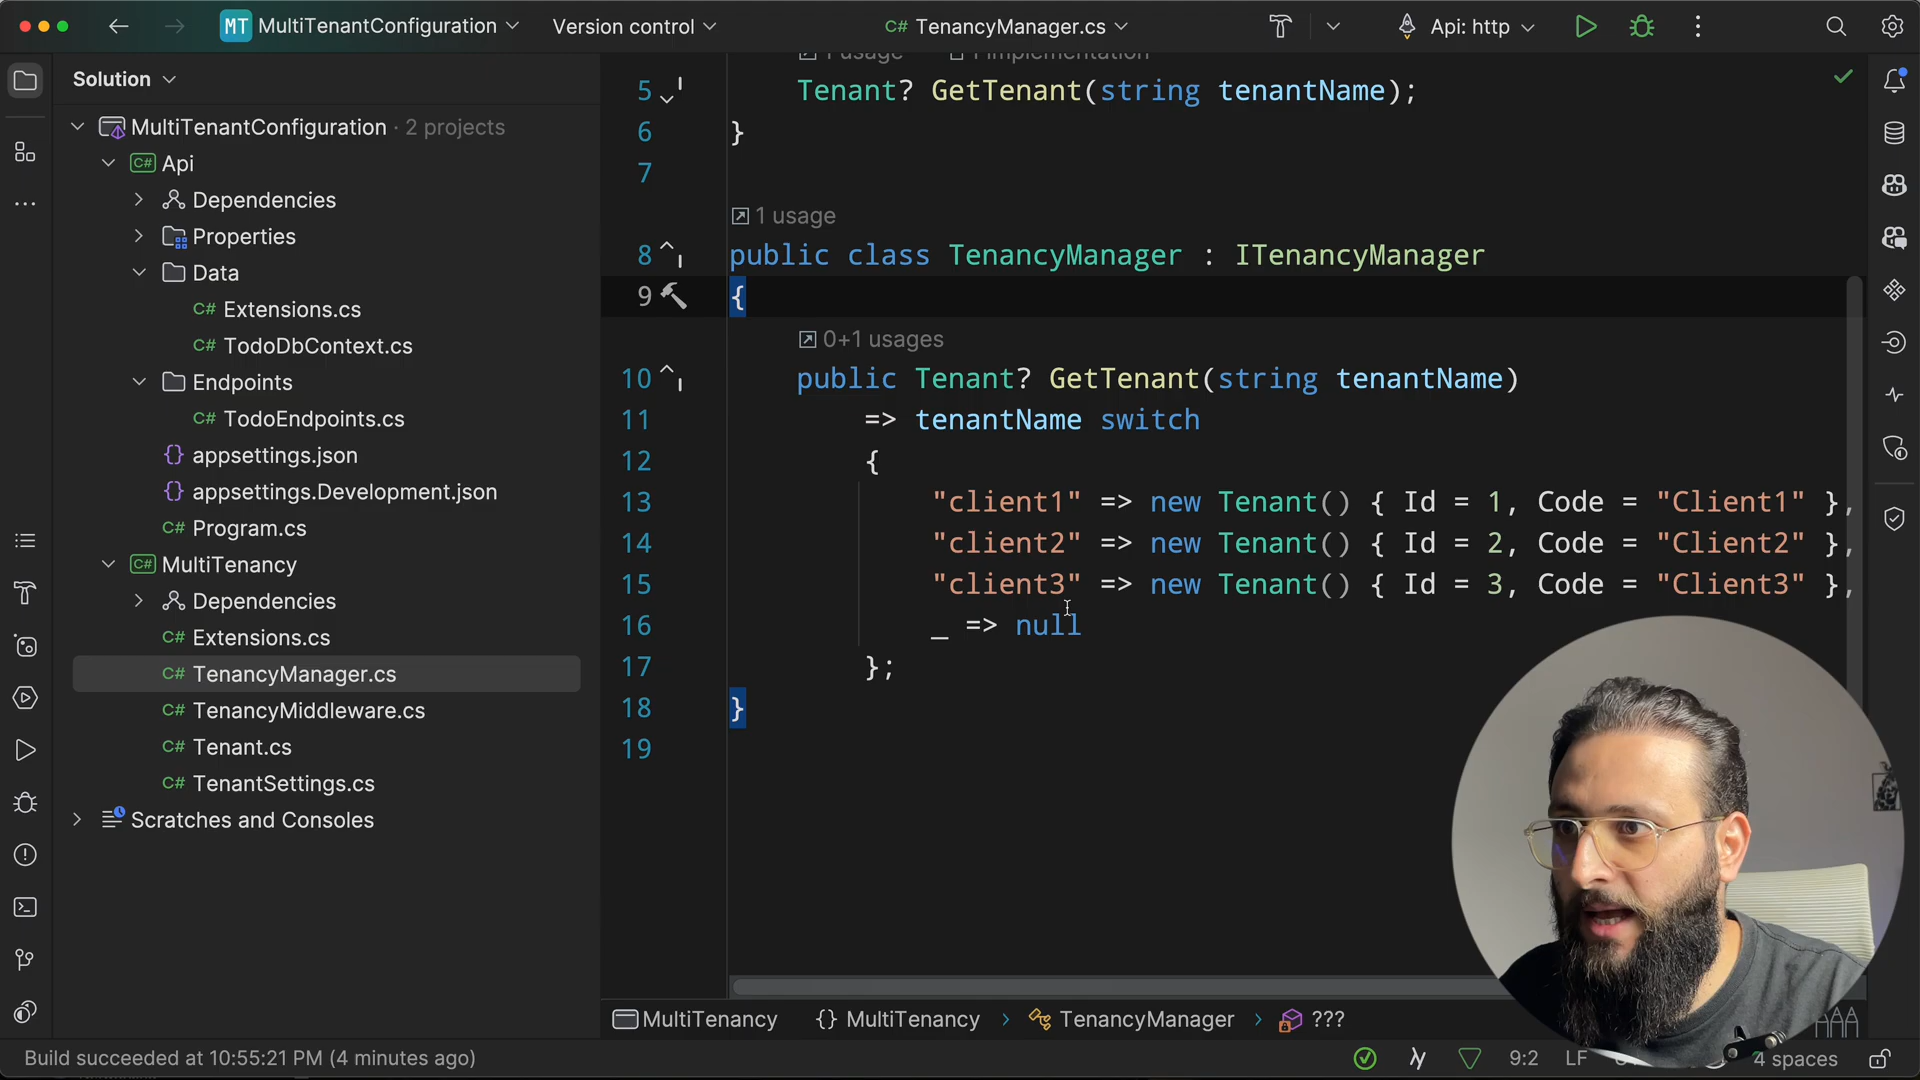 MT MultiTenantConfiguration
Version control
C# TenancyManager.cs
Api: http
Solution
MultiTenantConfiguration · 2 projects
C# Api
Dependencies
Properties
Data
C# Extensions.cs
C# TodoDbContext.cs
Endpoints
C# TodoEndpoints.cs
{} appsettings.json
{} appsettings.Development.json
C# Program.cs
C# MultiTenancy
Dependencies
C# Extensions.cs
C# TenancyManager.cs
C# TenancyMiddleware.cs
C# Tenant.cs
C# TenantSettings.cs
Scratches and Consoles
1 usage 1 implementation
5 Tenant? GetTenant(string tenantName);
6 }
7
1 usage
8 public class TenancyManager : ITenancyManager
9 {
0+1 usages
10 public Tenant? GetTenant(string tenantName)
11 => tenantName switch
12 {
13 "client1" => new Tenant() { Id = 1, Code = "Client1" },
14 "client2" => new Tenant() { Id = 2, Code = "Client2" },
15 "client3" => new Tenant() { Id = 3, Code = "Client3" },
16 _ => null
17 };
18 }
19
MultiTenancy {} MultiTenancy › TenancyManager › ???
Build succeeded at 10:55:21 PM (4 minutes ago)
9:2 LF
4 spaces